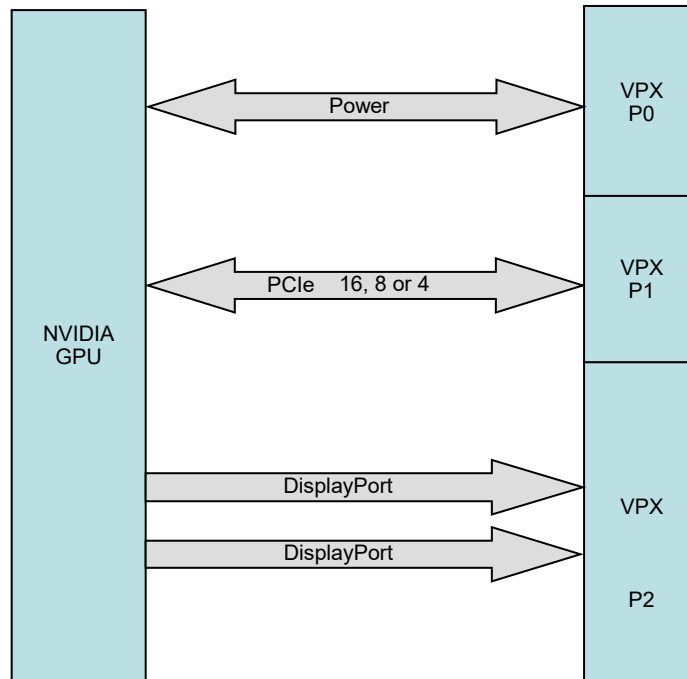 VPX
P0
Power
VPX
P1
PCIe 16, 8 or 4
NVIDIA
GPU
DisplayPort
VPX
DisplayPort
P2